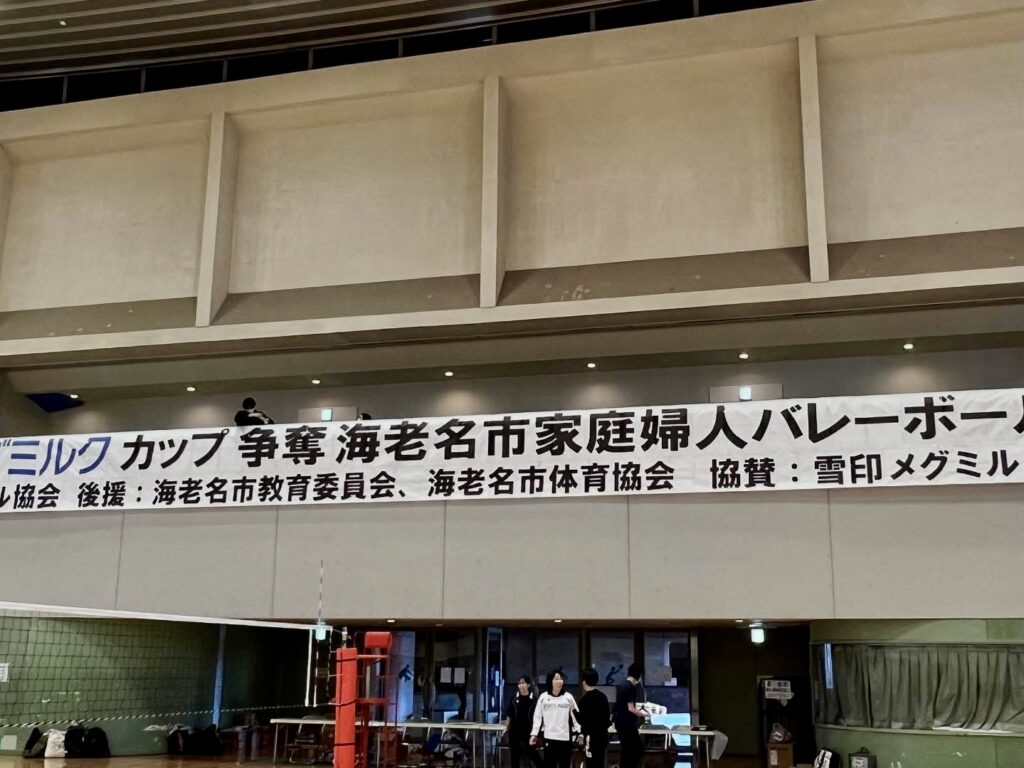 ミルク カップ 争奪 海老名市家庭婦人バレーボール
ル協会 後援：海老名市教育委員会、海老名市体育協会 協賛：雪印メグミル